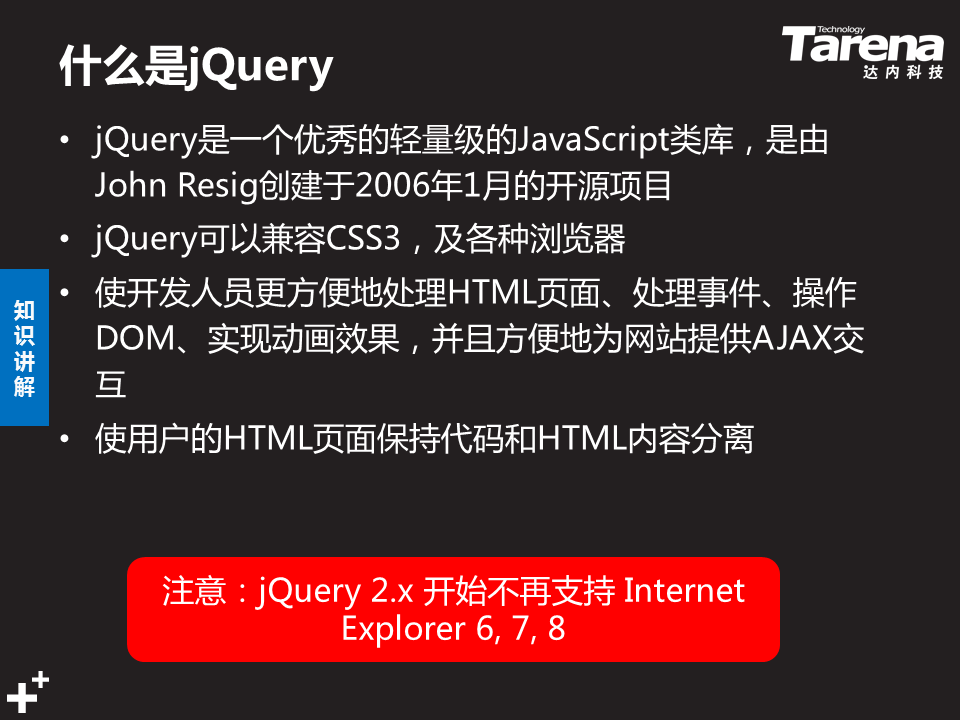 什么是jQuery
Technology
Tarena
达内科技
• jQuery是一个优秀的轻量级的JavaScript类库，是由
John Resig创建于2006年1月的开源项目
• jQuery可以兼容CSS3，及各种浏览器
• 使开发人员更方便地处理HTML页面、处理事件、操作
DOM、实现动画效果，并且方便地为网站提供AJAX交
互
• 使用户的HTML页面保持代码和HTML内容分离
知
识
讲
解
注意：jQuery 2.x 开始不再支持 Internet
Explorer 6, 7, 8